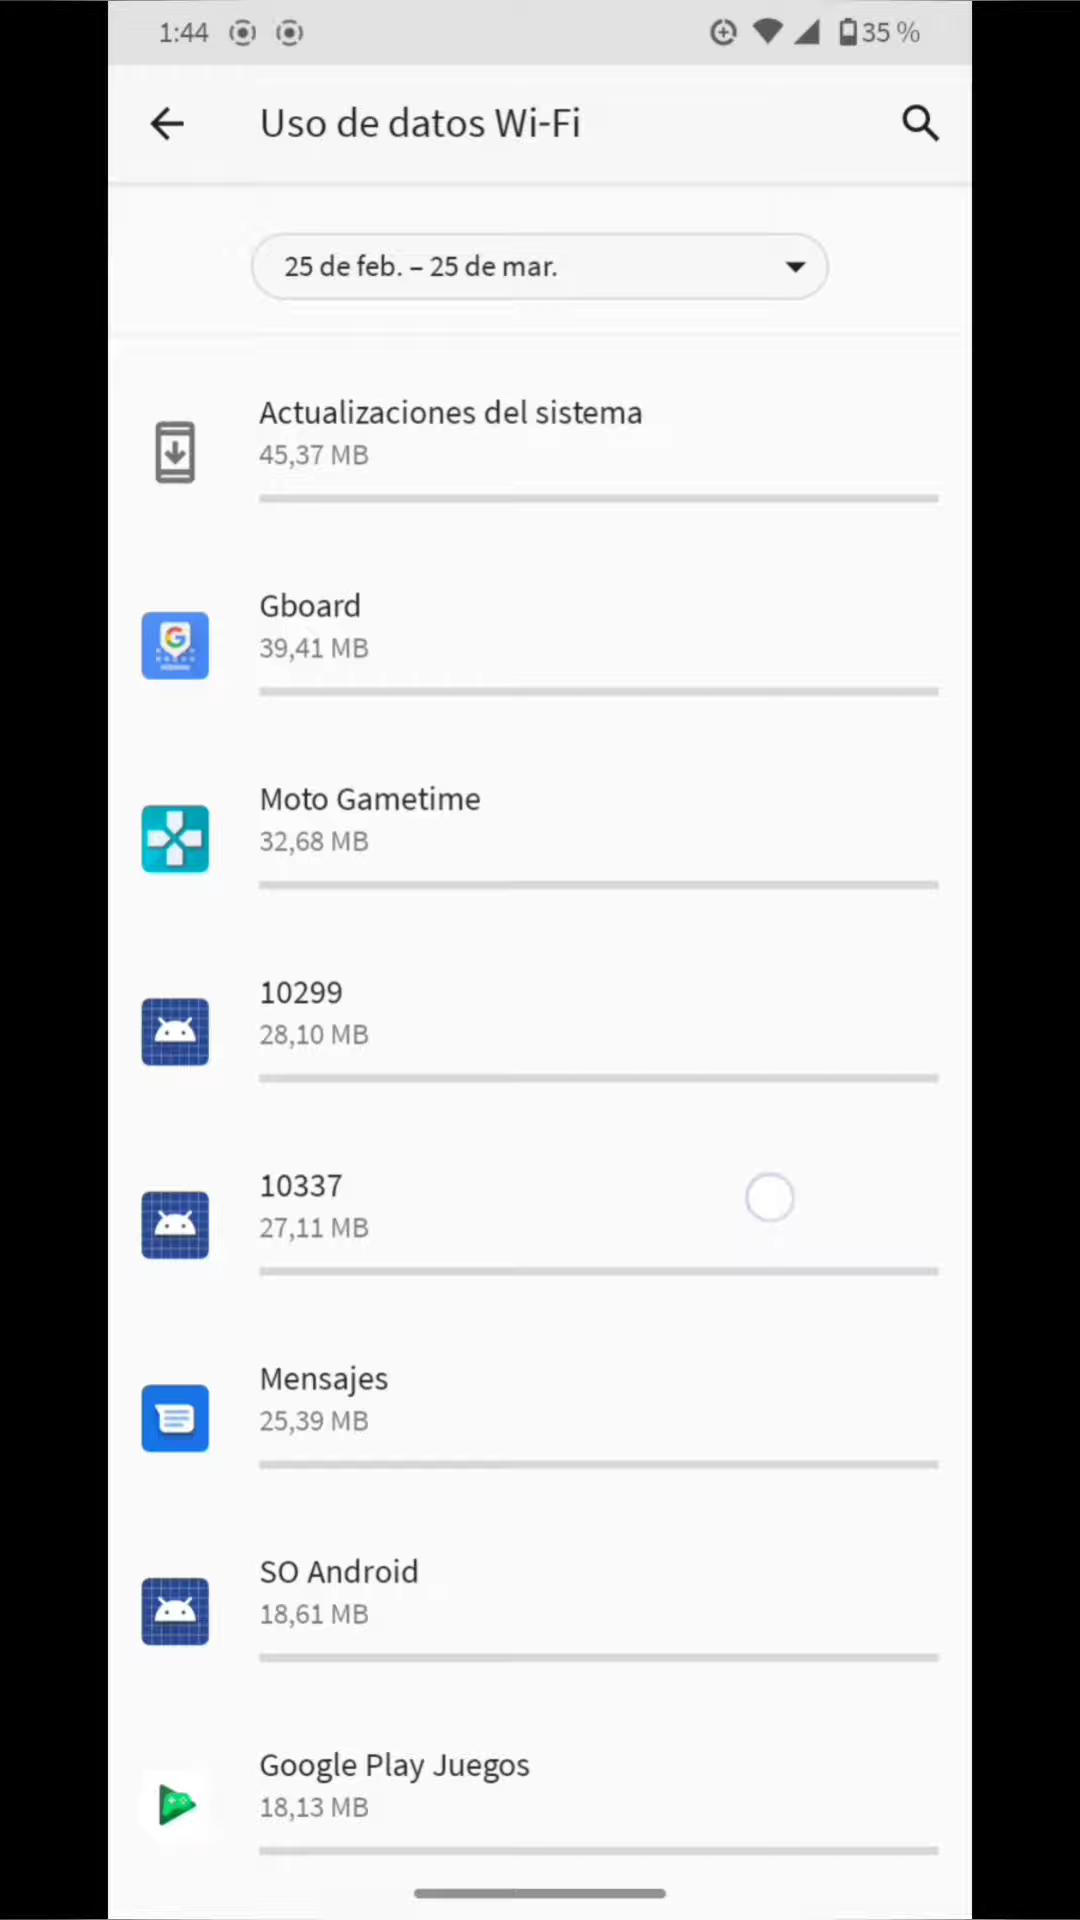 1:44
35 %
Uso de datos Wi-Fi
25 de feb. – 25 de mar.
Actualizaciones del sistema
45,37 MB
Gboard
39,41 MB
Moto Gametime
32,68 MB
10299
28,10 MB
10337
27,11 MB
Mensajes
25,39 MB
SO Android
18,61 MB
Google Play Juegos
18,13 MB